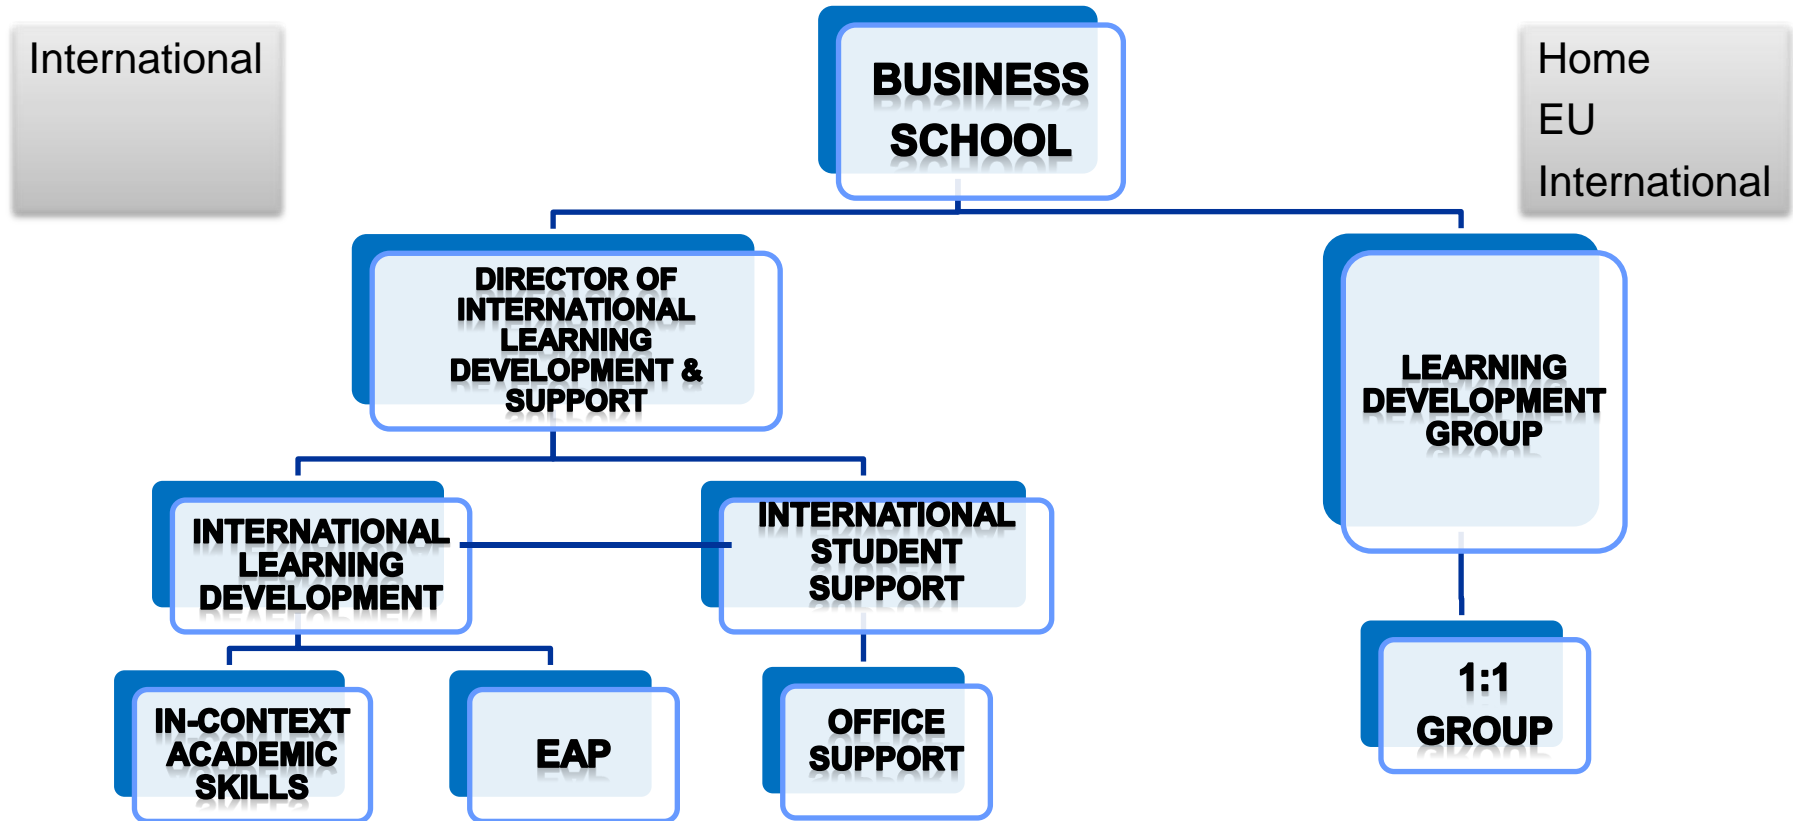 International
BUSINESS
SCHOOL
Home
EU
International
DIRECTOR OF
INTERNATIONAL
LEARNING
DEVELOPMENT &
SUPPORT
LEARNING
DEVELOPMENT
GROUP
INTERNATIONAL
LEARNING
DEVELOPMENT
INTERNATIONAL
STUDENT
SUPPORT
IN-CONTEXT
ACADEMIC
SKILLS
EAP
OFFICE
SUPPORT
1:1
GROUP